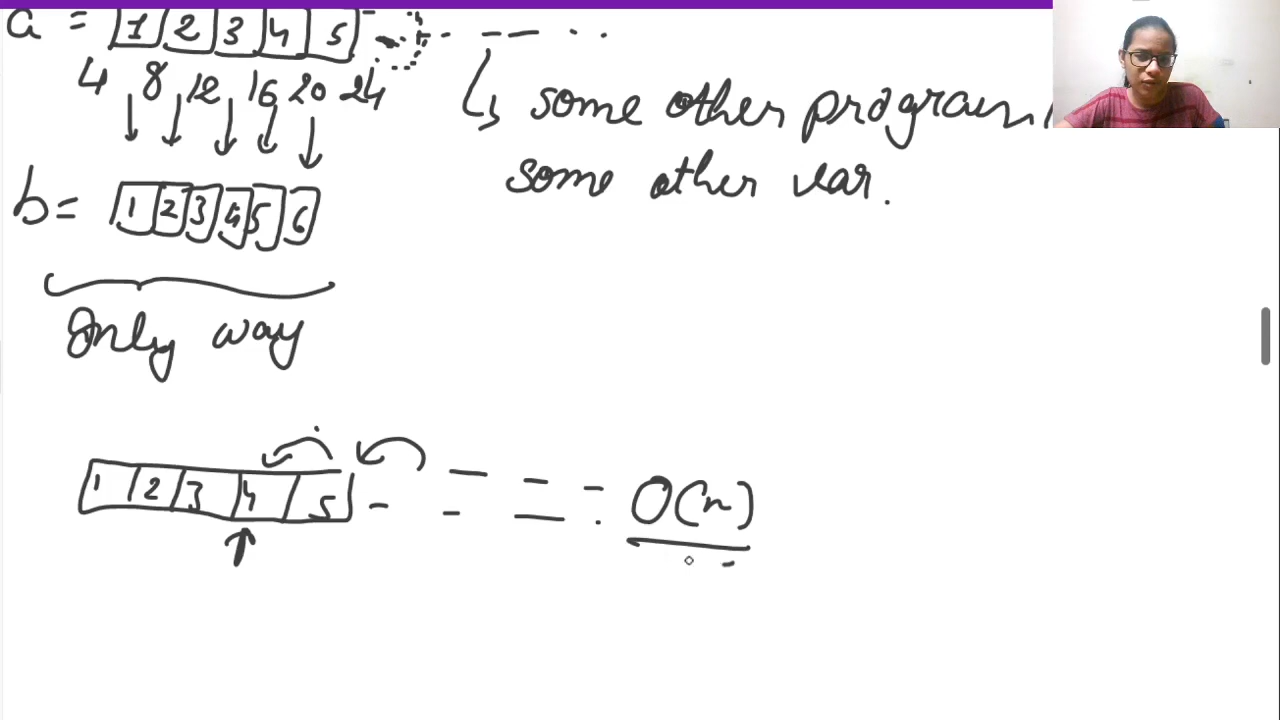 a = 1 2 3 4 5
4 8 12 16 20 24
some other program
some other var.
b = 1 2 3 4 5 6
Only way
1 2 3 4 5
O(n)